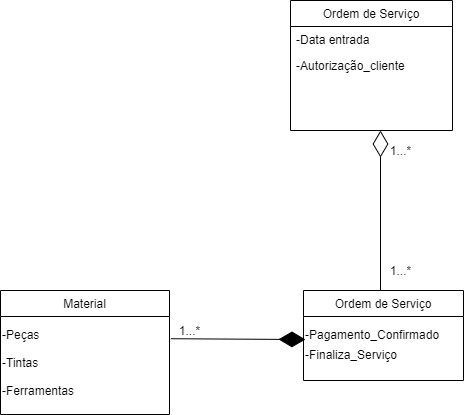 Ordem de Serviço
-Data entrada
-Autorização_cliente
1...*
1...*
Material
-Peças
-Tintas
-Ferramentas
1...*
Ordem de Serviço
-Pagamento_Confirmado
-Finaliza_Serviço